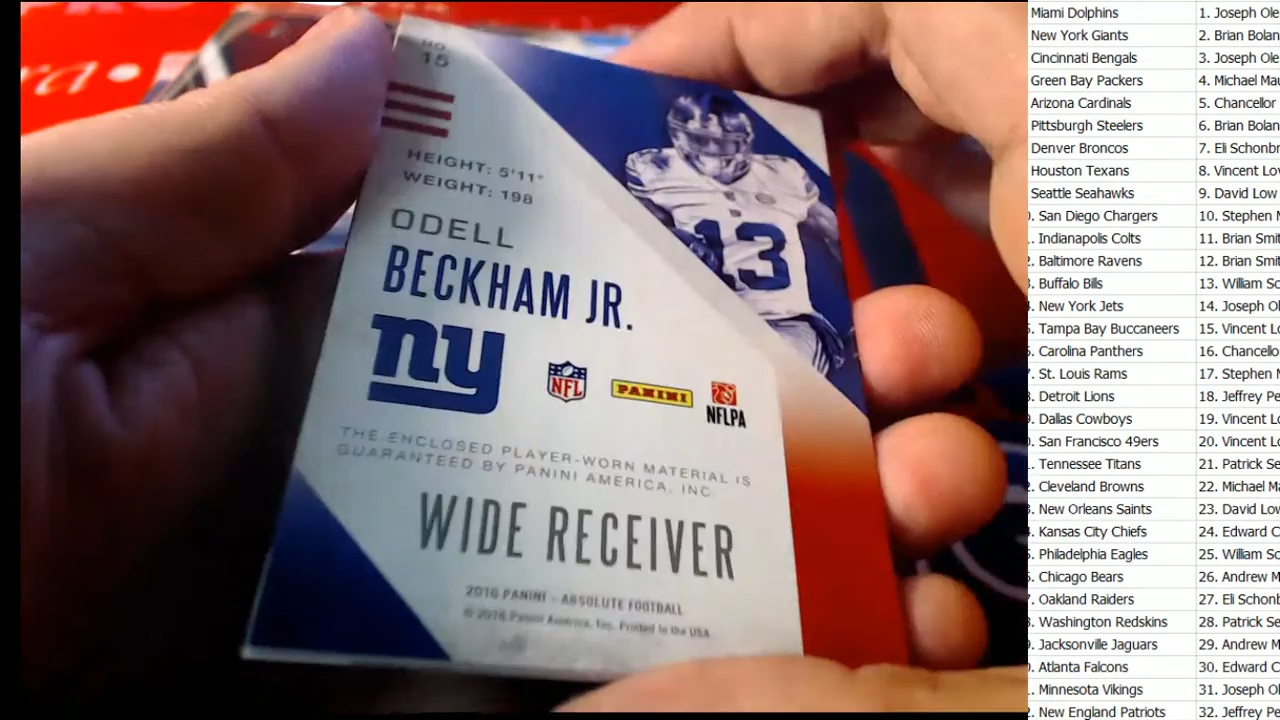 ra
NO.
15
HEIGHT: 5'11"
WEIGHT: 198
ODELL
BECKHAM JR.
13
ny
NFL
PANINI
NFLPA
THE ENCLOSED PLAYER-WORN MATERIAL IS
GUARANTEED BY PANINI AMERICA, INC.
WIDE RECEIVER
2016 PANINI - ABSOLUTE FOOTBALL
© 2016 Panini America, Inc. Printed in the USA.
Miami Dolphins 1. Joseph Ole
New York Giants 2. Brian Bolan
Cincinnati Bengals 3. Joseph Ole
Green Bay Packers 4. Michael Mau
Arizona Cardinals 5. Chancellor
Pittsburgh Steelers 6. Brian Bolan
Denver Broncos 7. Eli Schonbr
Houston Texans 8. Vincent Lov
Seattle Seahawks 9. David Low
. San Diego Chargers 10. Stephen M
. Indianapolis Colts 11. Brian Smit
. Baltimore Ravens 12. Brian Smit
. Buffalo Bills 13. William Sc
. New York Jets 14. Joseph Ol
. Tampa Bay Buccaneers 15. Vincent Lo
. Carolina Panthers 16. Chancello
. St. Louis Rams 17. Stephen M
. Detroit Lions 18. Jeffrey Pe
. Dallas Cowboys 19. Vincent Lo
. San Francisco 49ers 20. Vincent Lo
. Tennessee Titans 21. Patrick Se
. Cleveland Browns 22. Michael Ma
. New Orleans Saints 23. David Low
. Kansas City Chiefs 24. Edward C
. Philadelphia Eagles 25. William Sc
. Chicago Bears 26. Andrew M
. Oakland Raiders 27. Eli Schonb
. Washington Redskins 28. Patrick Se
. Jacksonville Jaguars 29. Andrew M
. Atlanta Falcons 30. Edward C
. Minnesota Vikings 31. Joseph Ol
. New England Patriots 32. Jeffrey Pe